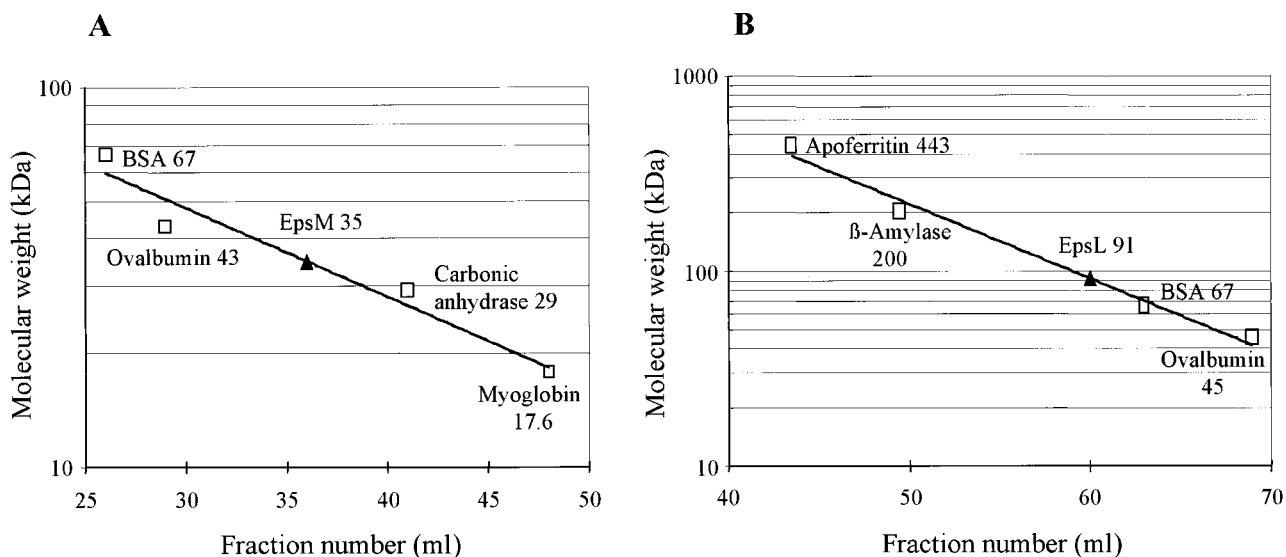 A
100
BSA 67
EpsM 35
Ovalbumin 43
Carbonic
anhydrase 29
Myoglobin
17.6
10
25
30
35
40
45
50
Molecular weight (kDa)
Fraction number (ml)
B
1000
Apoferritin 443
ß-Amylase
200
EpsL 91
100
BSA 67
Ovalbumin
45
10
40
50
60
70
Molecular weight (kDa)
Fraction number (ml)